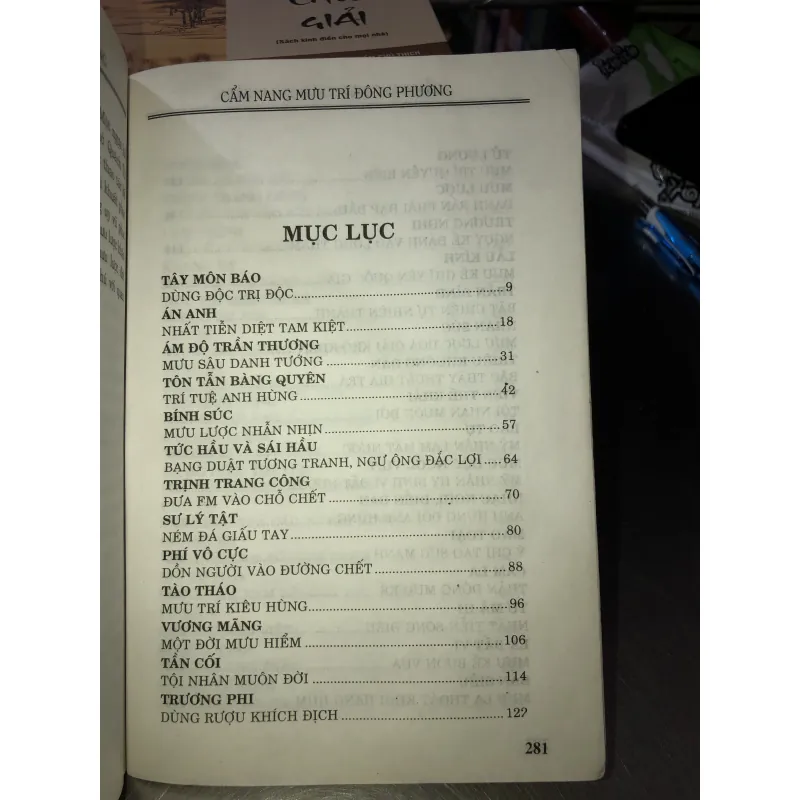 GIẢI
(Sách kinh điển
CẨM NANG MƯU TRÍ ĐÔNG PHƯƠNG
MỤC LỤC
TÂY MÔN BÁO
DÙNG ĐỘC TRỊ ĐỘC 9
ÁN ANH
NHẤT TIỄN DIỆT TAM KIỆT 18
ÁM ĐỘ TRẦN THƯƠNG
MƯU SÂU DANH TƯỚNG 31
TÔN TẪN BÀNG QUYÊN
TRÍ TUỆ ANH HÙNG 42
BÍNH SÚC
MƯU LƯỢC NHẪN NHỊN 57
TỨC HẦU VÀ SÁI HẦU
BẠNG DUẬT TƯƠNG TRANH, NGƯ ÔNG ĐẮC LỢI 64
TRỊNH TRANG CÔNG
ĐƯA FM VÀO CHỖ CHẾT 70
SƯ LÝ TẬT
NÉM ĐÁ GIẤU TAY 80
PHÍ VÔ CỰC
DỒN NGƯỜI VÀO ĐƯỜNG CHẾT 88
TÀO THÁO
MƯU TRÍ KIÊU HÙNG 96
VƯƠNG MÃNG
MỘT ĐỜI MƯU HIỂM 106
TẦN CỐI
TỘI NHÂN MUÔN ĐỜI 114
TRƯƠNG PHI
DÙNG RƯỢU KHÍCH ĐỊCH 122
281